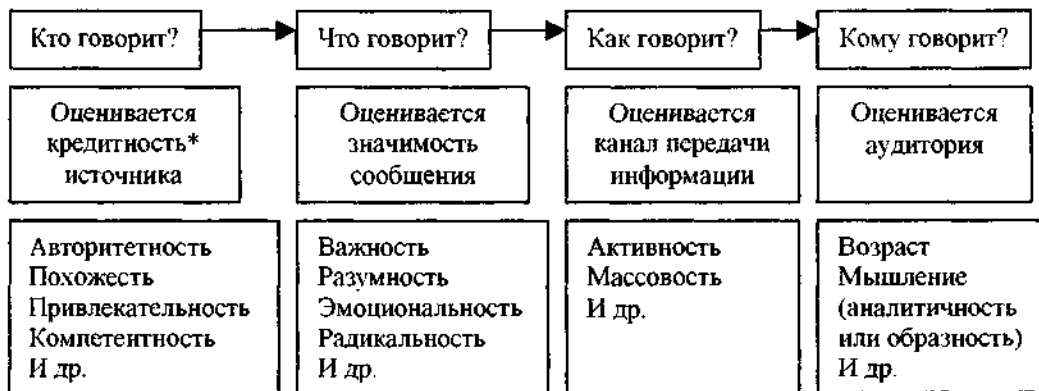 Кто говорит?
Что говорит?
Как говорит?
Кому говорит?
Оценивается
кредитность*
источника
Оценивается
значимость
сообщения
Оценивается
канал передачи
информации
Оценивается
аудитория
Авторитетность
Похожесть
Привлекательность
Компетентность
И др.
Важность
Разумность
Эмоциональность
Радикальность
И др.
Активность
Массовость
И др.
Возраст
Мышление
(аналитичность
или образность)
И др.